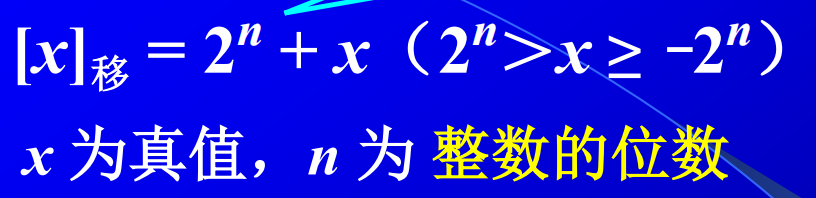 [x]移 = 2ⁿ + x（2ⁿ＞x ≥ -2ⁿ）
x 为真值，n 为 整数的位数